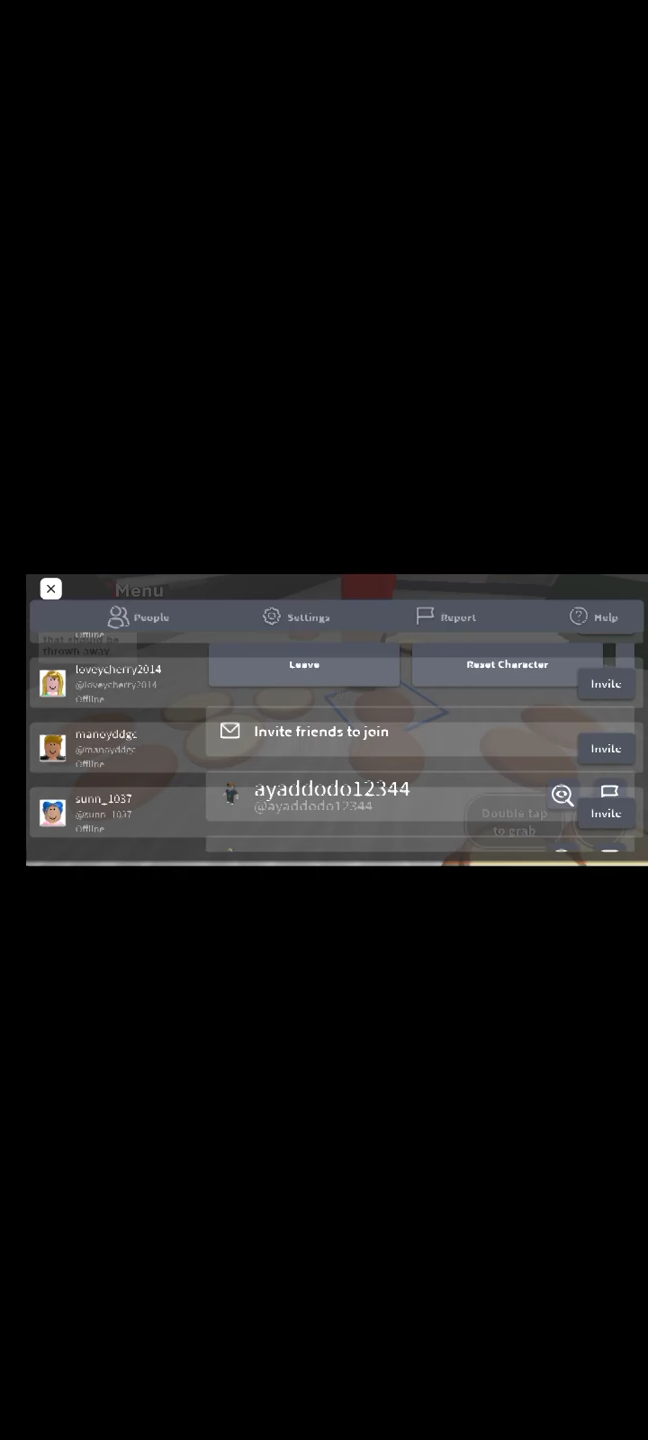 Menu
People
Settings
Report
Help
Offline
that should be
thrown away.
Leave
Reset Character
loveycherry2014
@loveycherry2014
Offline
Invite
manoyddgc
@manoyddgc
Offline
Invite friends to join
Invite
sunn_1037
@sunn_1037
Offline
ayaddodo12344
@ayaddodo12344
Invite
Double tap
to grab